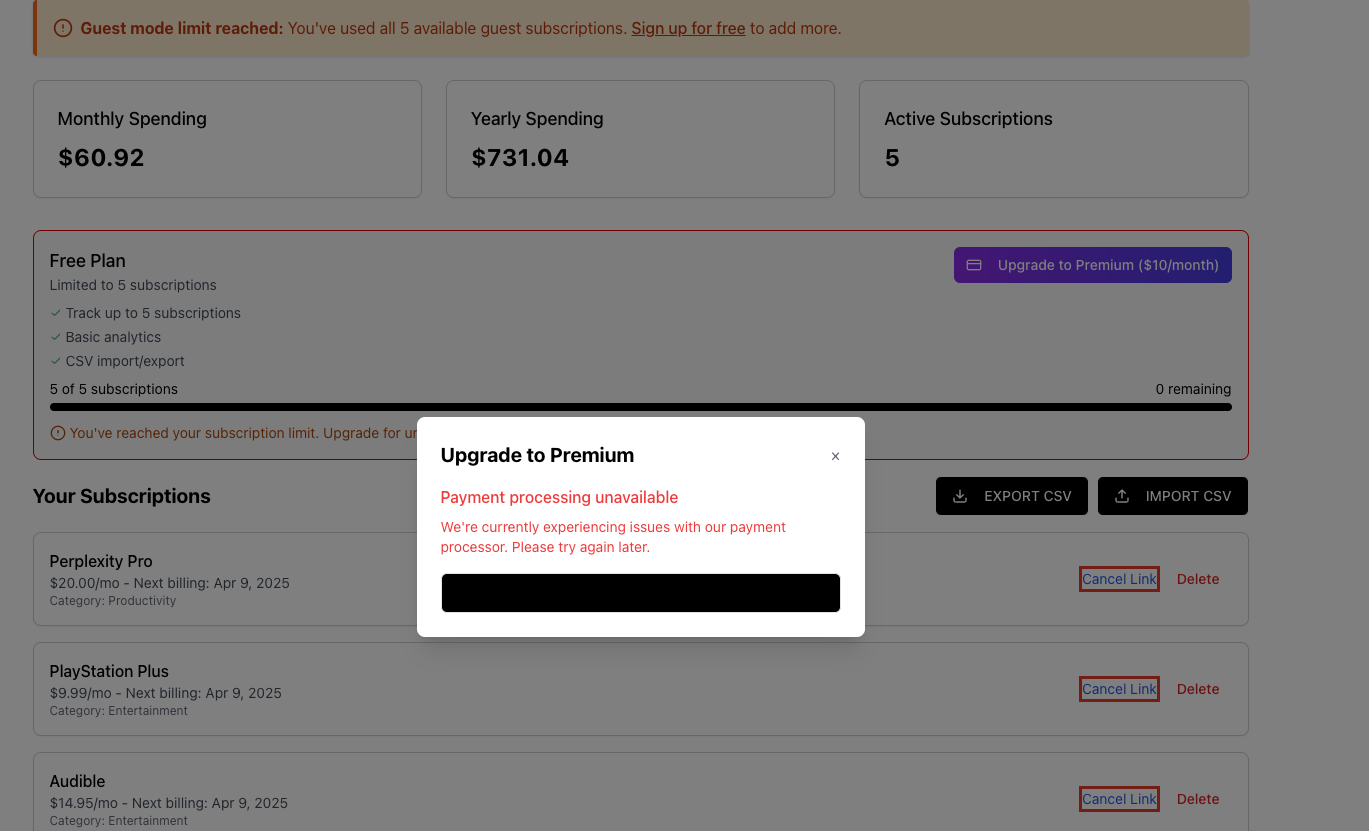 Guest mode limit reached: You've used all 5 available guest subscriptions. Sign up for free to add more.
Monthly Spending
$60.92
Yearly Spending
$731.04
Active Subscriptions
5
Free Plan
Limited to 5 subscriptions
Upgrade to Premium ($10/month)
Track up to 5 subscriptions
Basic analytics
CSV import/export
5 of 5 subscriptions
0 remaining
You've reached your subscription limit. Upgrade for
Upgrade to Premium
×
Payment processing unavailable
We're currently experiencing issues with our payment
processor. Please try again later.
Your Subscriptions
EXPORT CSV
IMPORT CSV
Perplexity Pro
$20.00/mo - Next billing: Apr 9, 2025
Category: Productivity
Cancel Link
Delete
PlayStation Plus
$9.99/mo - Next billing: Apr 9, 2025
Category: Entertainment
Cancel Link
Delete
Audible
$14.95/mo - Next billing: Apr 9, 2025
Category: Entertainment
Cancel Link
Delete